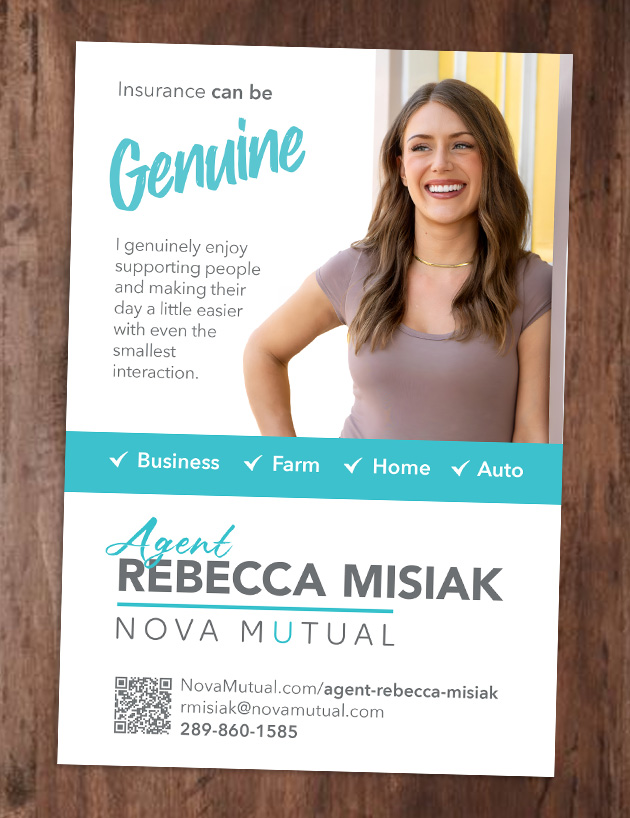 Insurance can be
Genuine
I genuinely enjoy
supporting people
and making their
day a little easier
with even the
smallest
interaction.
Business Farm Home Auto
Agent
REBECCA MISIAK
NOVA MUTUAL
NovaMutual.com/agent-rebecca-misiak
rmisiak@novamutual.com
289-860-1585